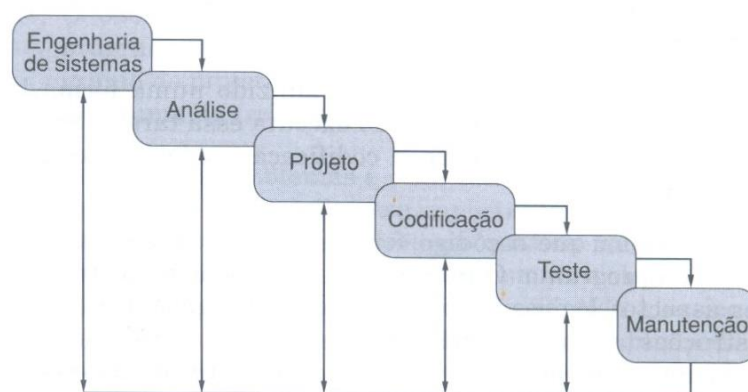 Engenharia
de sistemas
Análise
Projeto
Codificação
Teste
Manutenção